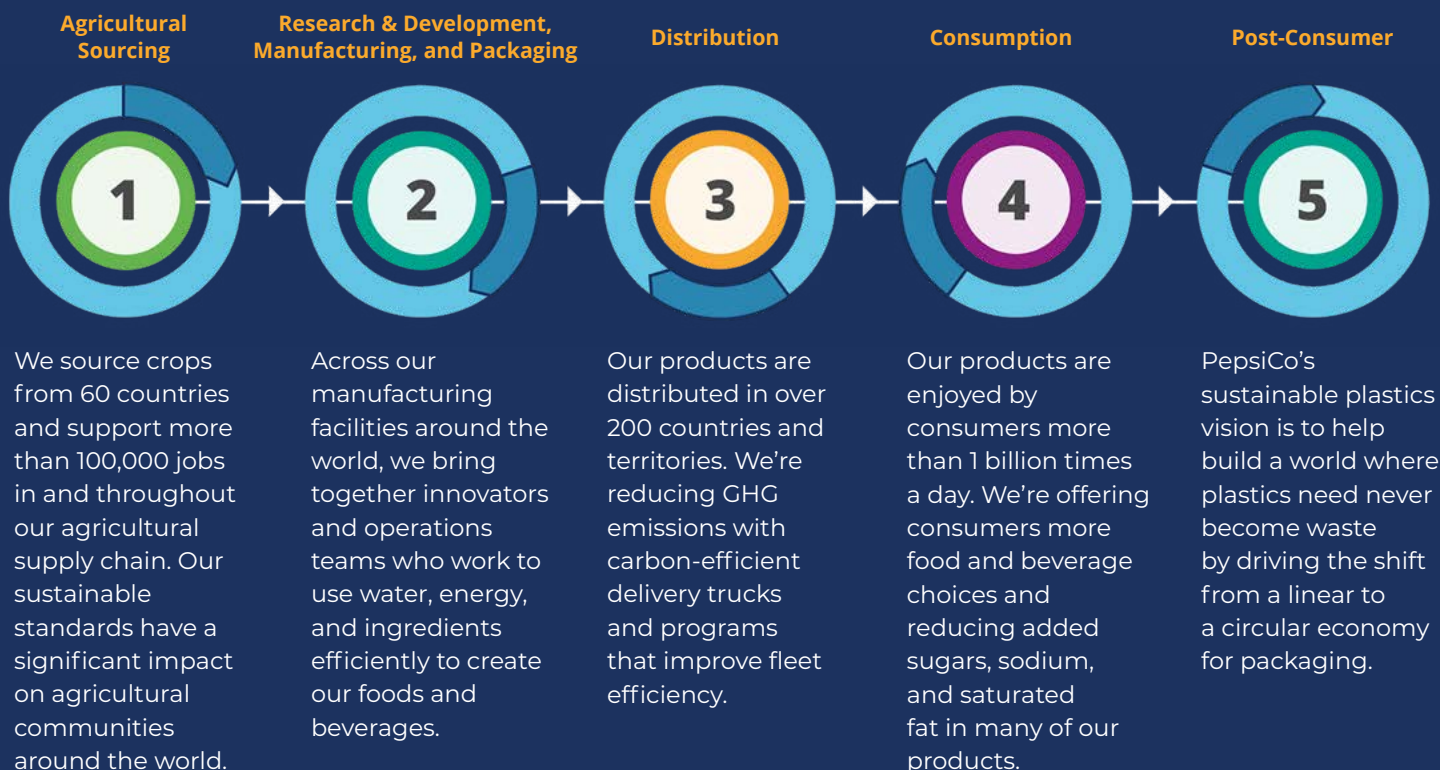 Agricultural
Sourcing
Research & Development,
Manufacturing, and Packaging
Distribution
Consumption
Post-Consumer
1
2
3
4
5
We source crops
from 60 countries
and support more
than 100,000 jobs
in and throughout
our agricultural
supply chain. Our
sustainable
standards have a
significant impact
on agricultural
communities
around the world.
Across our
manufacturing
facilities around the
world, we bring
together innovators
and operations
teams who work to
use water, energy,
and ingredients
efficiently to create
our foods and
beverages.
Our products are
distributed in over
200 countries and
territories. We’re
reducing GHG
emissions with
carbon-efficient
delivery trucks
and programs
that improve fleet
efficiency.
Our products are
enjoyed by
consumers more
than 1 billion times
a day. We’re offering
consumers more
food and beverage
choices and
reducing added
sugars, sodium,
and saturated
fat in many of our
products.
PepsiCo’s
sustainable plastics
vision is to help
build a world where
plastics need never
become waste
by driving the shift
from a linear to
a circular economy
for packaging.